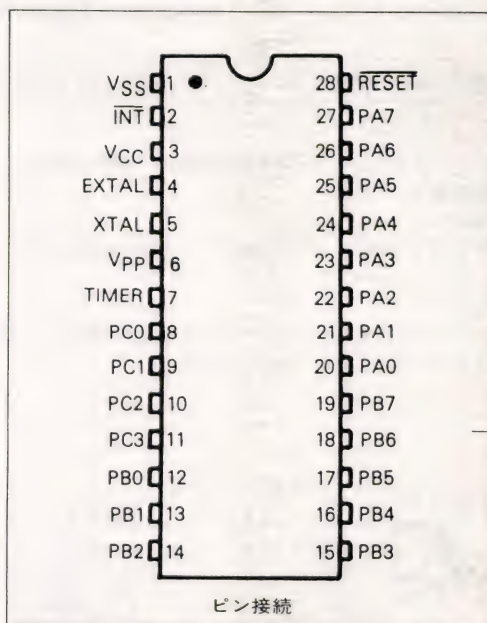 VSS 1 28 RESET
INT 2 27 PA7
VCC 3 26 PA6
EXTAL 4 25 PA5
XTAL 5 24 PA4
VPP 6 23 PA3
TIMER 7 22 PA2
PC0 8 21 PA1
PC1 9 20 PA0
PC2 10 19 PB7
PC3 11 18 PB6
PB0 12 17 PB5
PB1 13 16 PB4
PB2 14 15 PB3
ピン接続